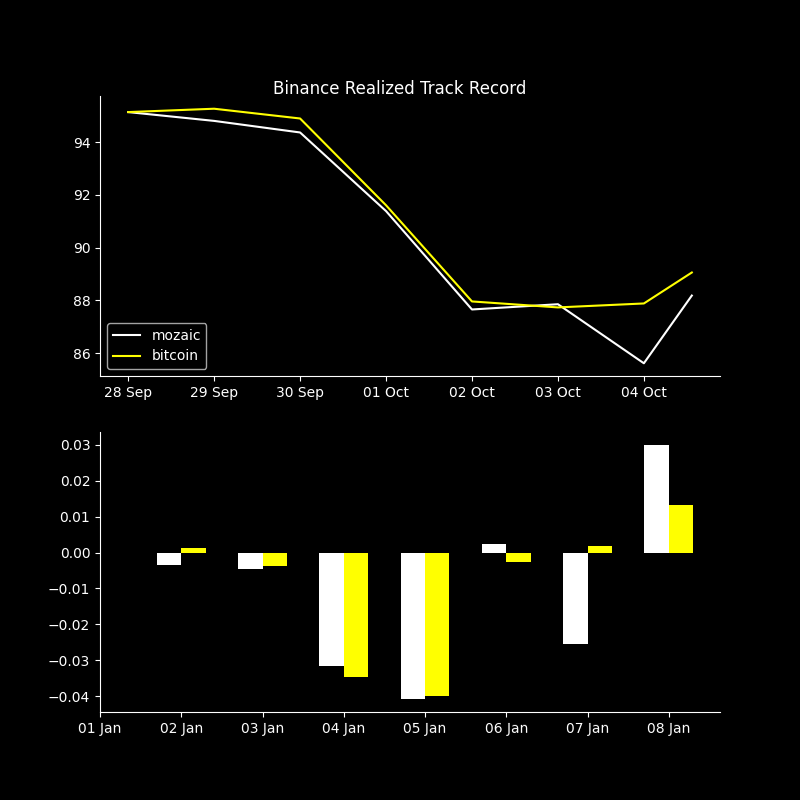 Binance Realized Track Record
94
92
90
88
86
mozaic
bitcoin
28 Sep 29 Sep 30 Sep 01 Oct 02 Oct 03 Oct 04 Oct
0.03
0.02
0.01
0.00
−0.01
−0.02
−0.03
−0.04
01 Jan 02 Jan 03 Jan 04 Jan 05 Jan 06 Jan 07 Jan 08 Jan